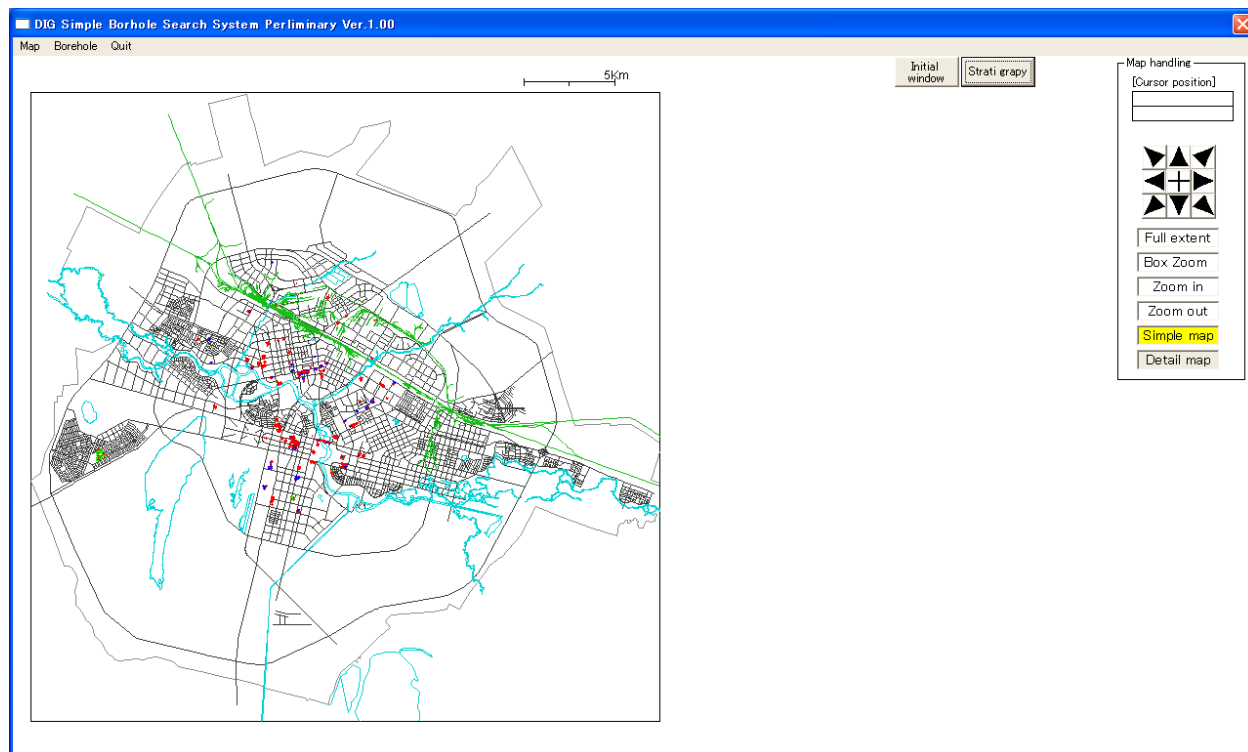 DIG Simple Borhole Search System Perliminary Ver.1.00
Map Borehole Quit
5Km
Initial
window
Strati grapy
Map handling
[Cursor position]
Full extent
Box Zoom
Zoom in
Zoom out
Simple map
Detail map